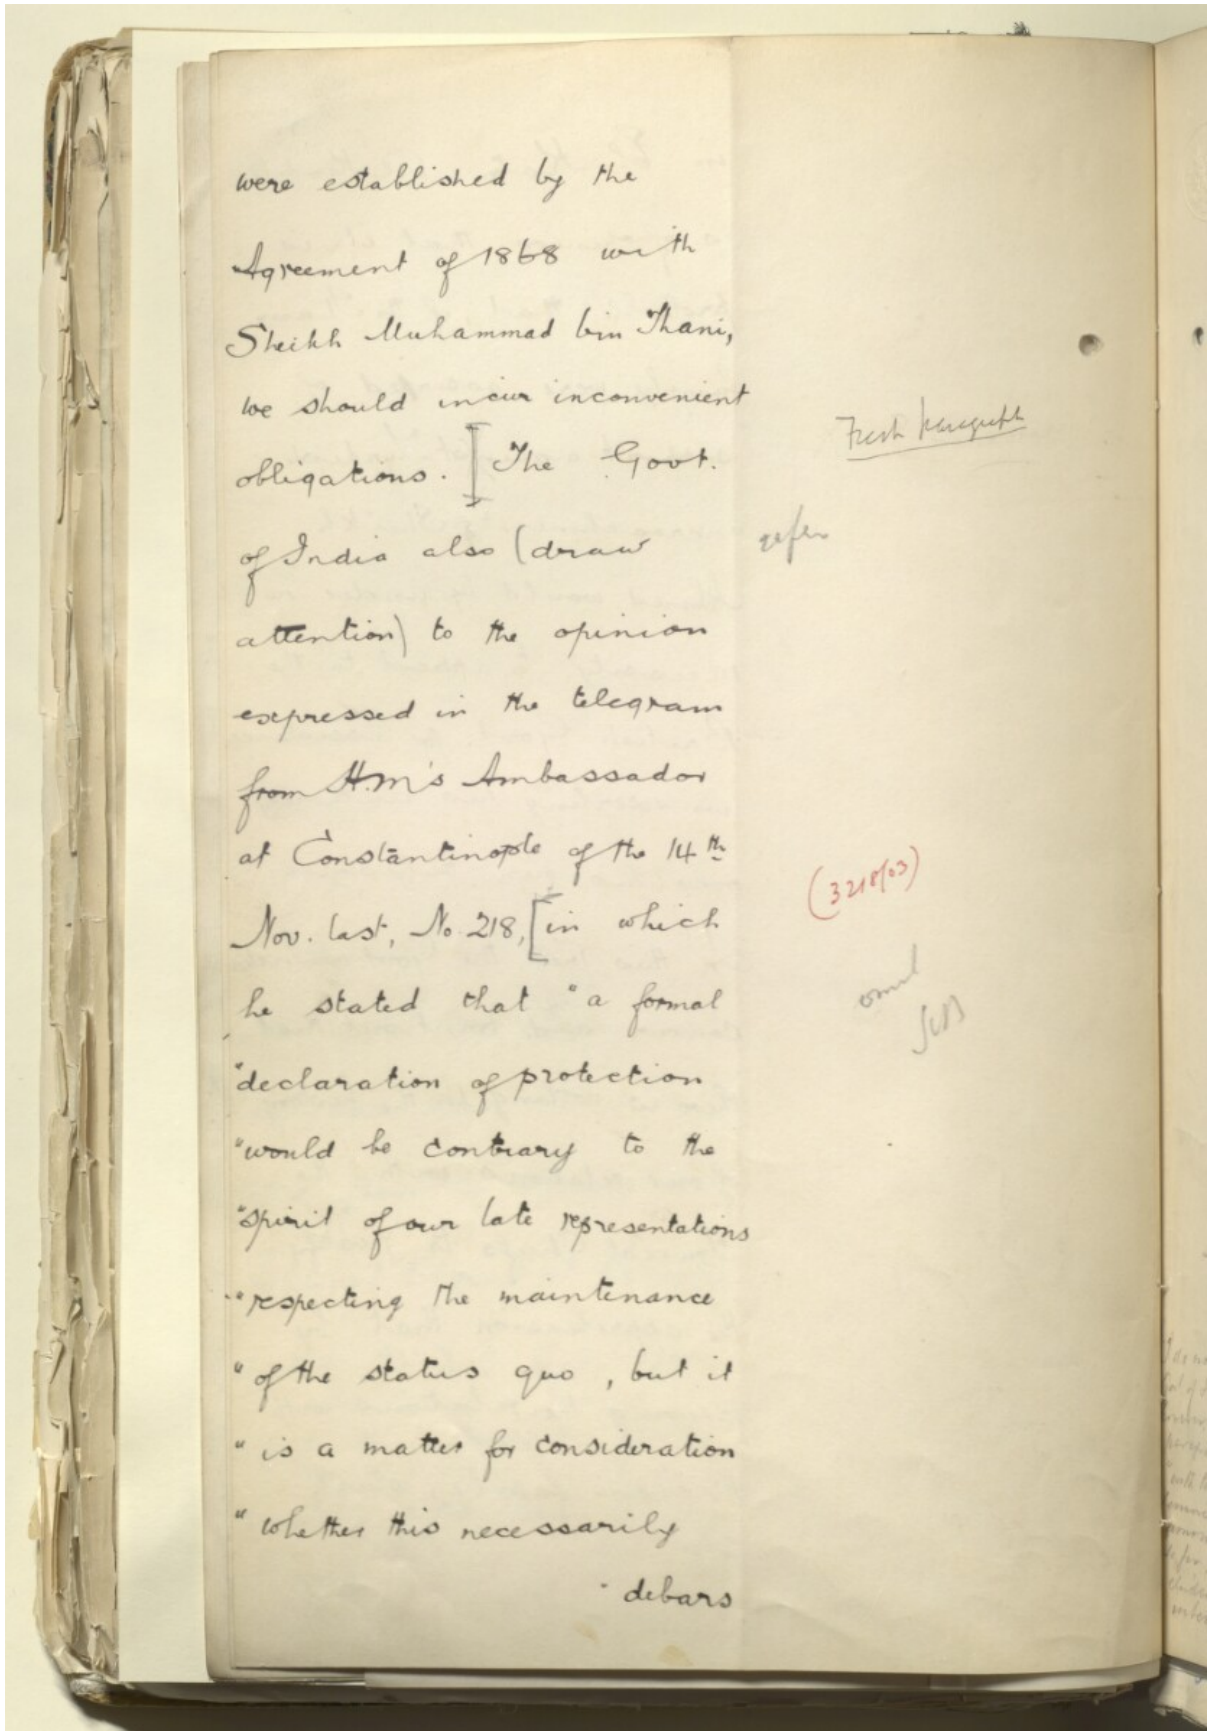 were established by the
Agreement of 1868 with
Sheikh Muhammad bin Thani,
we should incur inconvenient
obligations. [The Govt.
Fresh paragraph
of India also (draw
refer
attention) to the opinion
expressed in the telegram
from H.M's Ambassador
at Constantinople of the 14th
(3218/03)
Nov. last, No. 218, [in which
he stated that "a formal
omit
"declaration of protection
"would be contrary to the
"spirit of our late representations
"respecting the maintenance
"of the status quo, but it
"is a matter for consideration
"whether this necessarily
"debars